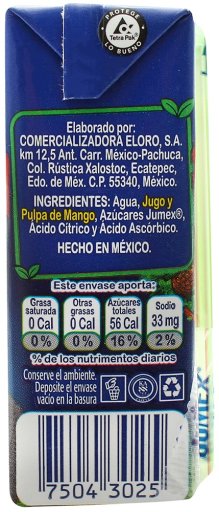 Tetra Pak
PROTEGE
LO BUENO
Elaborado por:
COMERCIALIZADORA ELORO, S.A.
km 12,5 Ant. Carr. México-Pachuca,
Col. Rústica Xalostoc, Ecatepec,
Edo. de Méx. C.P. 55340, México.
INGREDIENTES: Agua, Jugo y
Pulpa de Mango, Azúcares Jumex®,
Ácido Cítrico y Ácido Ascórbico.
HECHO EN MÉXICO.
Este envase aporta:
Grasa saturada 0 Cal 0%
Otras grasas 0 Cal 0%
Azúcares totales 56 Cal 16%
Sodio 33 mg 2%
% de los nutrimentos diarios
Conserve el ambiente.
Deposite el envase
vacío en la basura
7504 3025
JUMEX